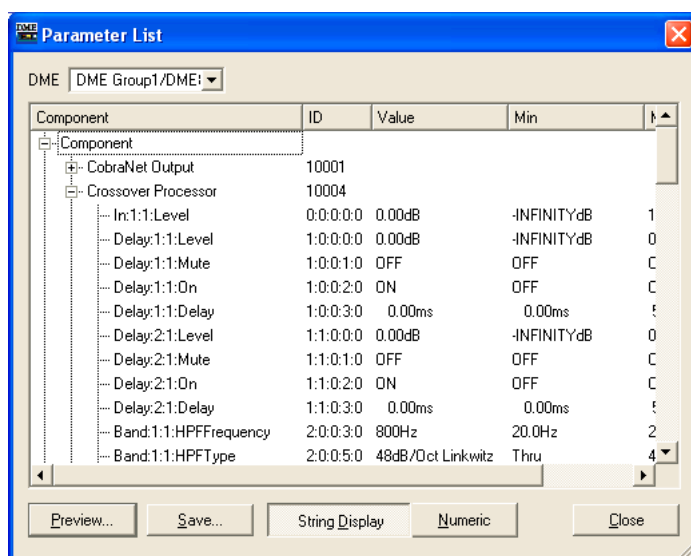 DME Parameter List
DME DME Group1/DME
Component ID Value Min
Component
CobraNet Output 10001
Crossover Processor 10004
In:1:1:Level 0:0:0:0:0 0.00dB -INFINITYdB 1
Delay:1:1:Level 1:0:0:0:0 0.00dB -INFINITYdB 0
Delay:1:1:Mute 1:0:0:1:0 OFF OFF
Delay:1:1:On 1:0:0:2:0 ON OFF
Delay:1:1:Delay 1:0:0:3:0 0.00ms 0.00ms
Delay:2:1:Level 1:1:0:0:0 0.00dB -INFINITYdB 0
Delay:2:1:Mute 1:1:0:1:0 OFF OFF
Delay:2:1:On 1:1:0:2:0 ON OFF
Delay:2:1:Delay 1:1:0:3:0 0.00ms 0.00ms
Band:1:1:HPFFrequency 2:0:0:3:0 800Hz 20.0Hz 2
Band:1:1:HPFType 2:0:0:5:0 48dB/Oct Linkwitz Thru 4
Preview... Save... String Display Numeric Close